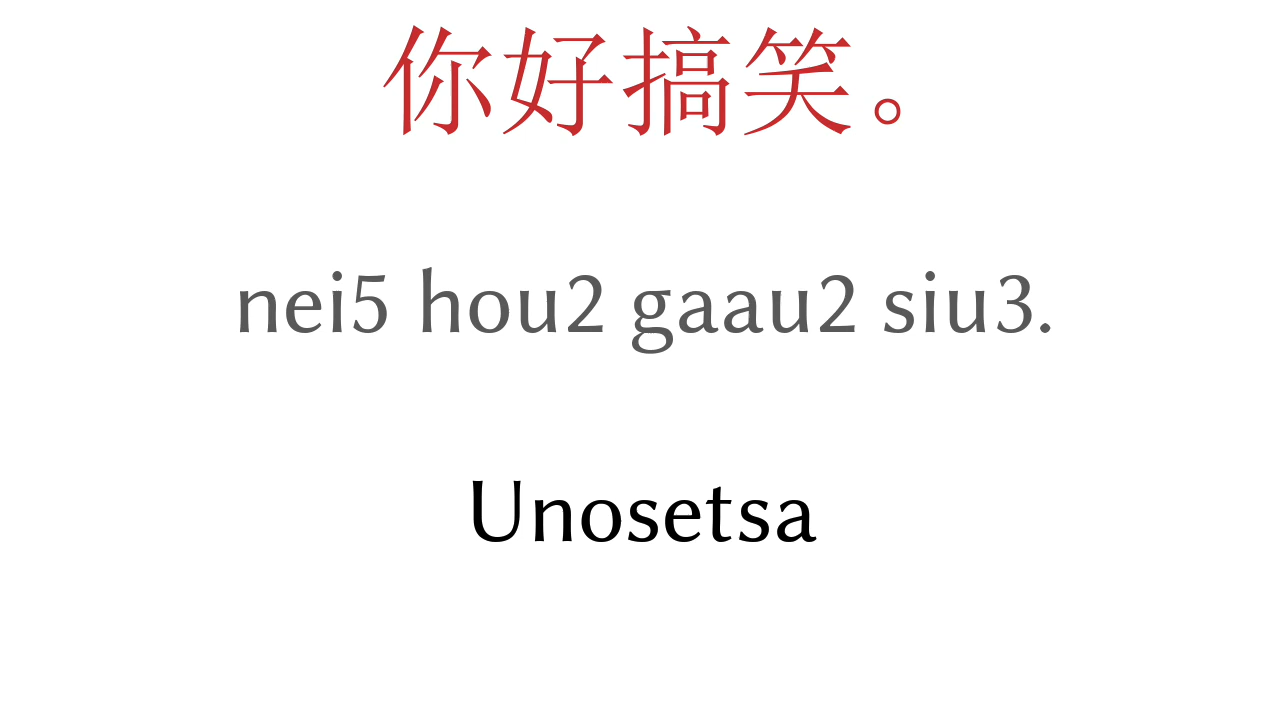 你好搞笑。
nei5 hou2 gaau2 siu3.
Unosetsa